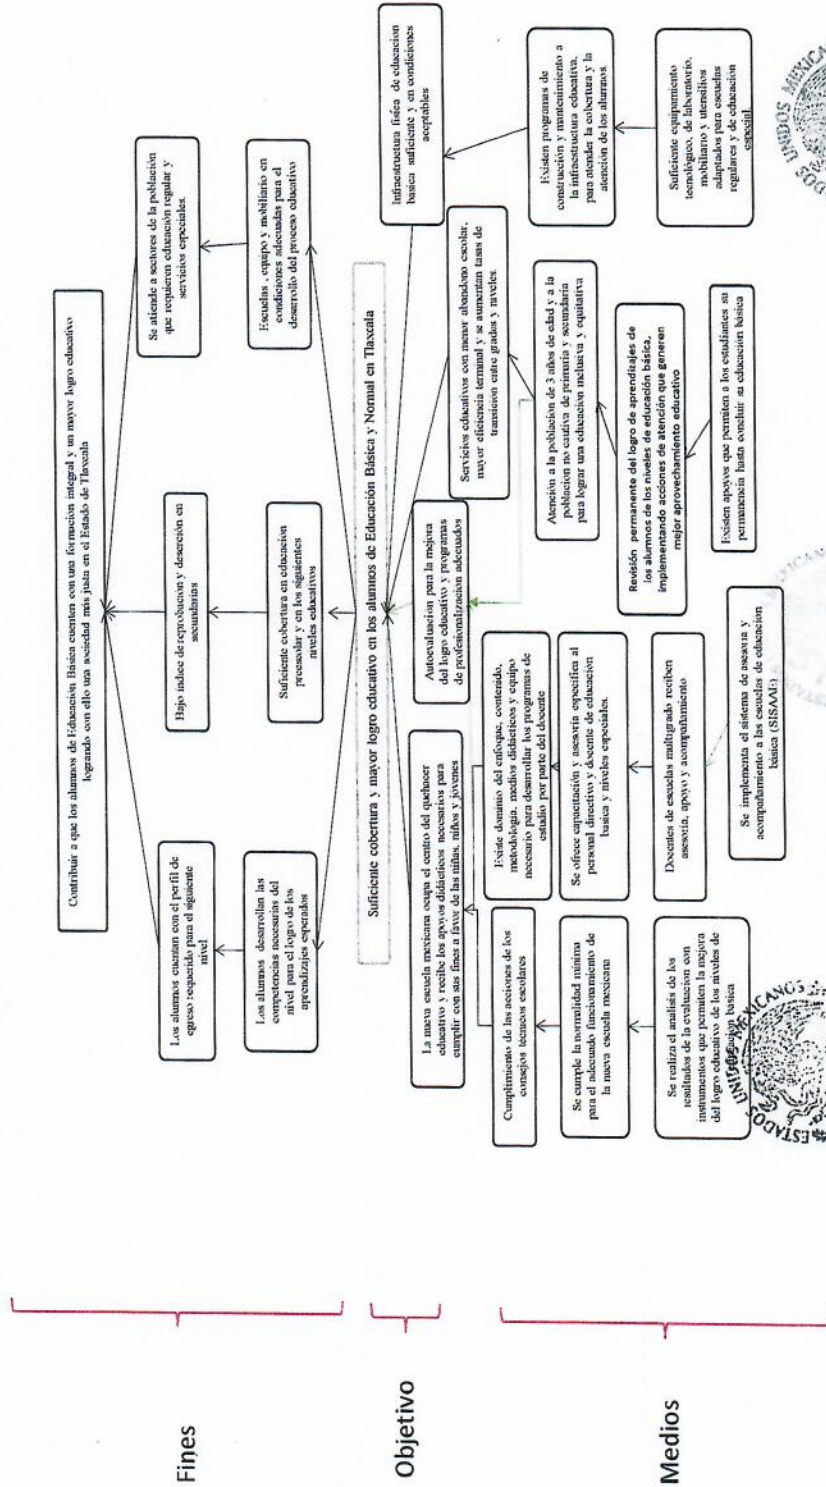 Fines
Contribuir a que los alumnos de Educación Básica cuenten con una formación integral y un mayor logro educativo
logrando con ello una sociedad más justa en el Estado de Tlaxcala
Los alumnos cuentan con el perfil de
egreso requerido para el siguiente
nivel
Bajo índice de reprobación y deserción en
secundarias
Se atiende a sectores de la población
que requieren educación regular y
servicios especiales.
Los alumnos desarrollan las
competencias necesarias del
nivel para el logro de los
aprendizajes esperados
Suficiente cobertura en educación
preescolar y en los siguientes
niveles educativos
Escuelas , equipo y mobiliario en
condiciones adecuadas para el
desarrollo del proceso educativo
Objetivo
Suficiente cobertura y mayor logro educativo en los alumnos de Educación Básica y Normal en Tlaxcala
Medios
La nueva escuela mexicana ocupa el centro del quehacer
educativo y recibe los apoyos didácticos necesarios para
cumplir con sus fines a favor de las niñas, niños y jóvenes
Autoevaluación para la mejora
del logro educativo y programas
de profesionalización adecuados
Servicios educativos con menor abandono escolar,
mayor eficiencia terminal y se aumentan tasas de
transición entre grados y niveles.
Infraestructura física de educación
basica suficiente y en condiciones
aceptables
Cumplimiento de las acciones de los
consejos técnicos escolares
Existe dominio del enfoque, contenido,
metodología, medios didácticos y equipo
necesario para desarrollar los programas de
estudio por parte del docente
Atención a la población de 3 años de edad y a la
poblacion no cautiva de primaria y secundaria
para lograr una educación inclusiva y equitativa
Existen programas de
construcción y mantenimiento a
la infraestructura educativa,
para atender la cobertura y la
atención de los alumnos
Se cumple la normalidad mínima
para el adecuado funcionamiento de
la nueva escuela mexicana
Se ofrece capacitación y asesoría específica al
personal directivo y docente de educación
basica y niveles especiales.
Revisión permanente del logro de aprendizajes de
los alumnos de los niveles de educación básica,
implementando acciones de atención que generen
mejor aprovechamiento educativo
Suficiente equipamiento
tecnológico, de laboratorio,
mobiliario y utensilios
adaptados para escuelas
regulares y de educación
especial.
Se realiza el analisis de los
resultados de la evaluación con
instrumentos que permiten la mejora
del logro educativo de los niveles de
educación basica
Docentes de escuelas multigrado reciben
asesoría, apoyo y acompañamiento
Existen apoyos que permiten a los estudiantes su
permanencia hasta concluir su educación básica
Se implementa el sistema de asesoría y
acompañamiento a las escuelas de educación
básica (SISAAE)
ESTADOS UNIDOS MEXICANOS
UNIDOS